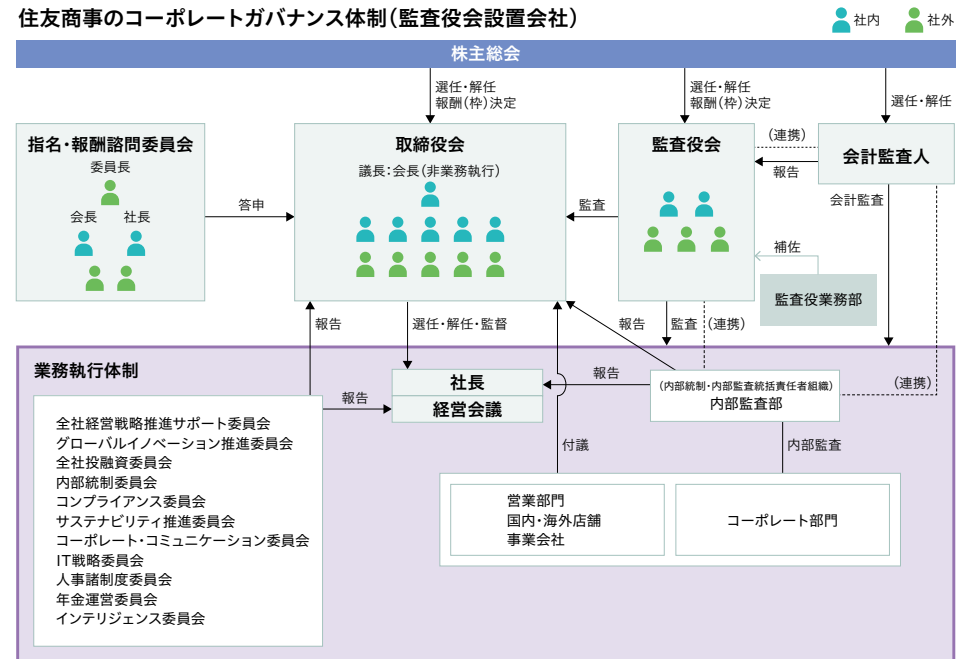 住友商事のコーポレートガバナンス体制(監査役会設置会社)
社内
社外
株主総会
選任・解任
報酬(枠)決定
選任・解任
報酬(枠)決定
選任・解任
指名・報酬諮問委員会
委員長
会長
社長
答申
取締役会
議長:会長(非業務執行)
監査
監査役会
(連携)
報告
会計監査人
会計監査
補佐
監査役業務部
報告
選任・解任・監督
報告
監査
(連携)
業務執行体制
社長
経営会議
報告
報告
(内部統制・内部監査統括責任者組織)
内部監査部
(連携)
全社経営戦略推進サポート委員会
グローバルイノベーション推進委員会
全社投融資委員会
内部統制委員会
コンプライアンス委員会
サステナビリティ推進委員会
コーポレート・コミュニケーション委員会
IT戦略委員会
人事諸制度委員会
年金運営委員会
インテリジェンス委員会
付議
内部監査
営業部門
国内・海外店舗
事業会社
コーポレート部門